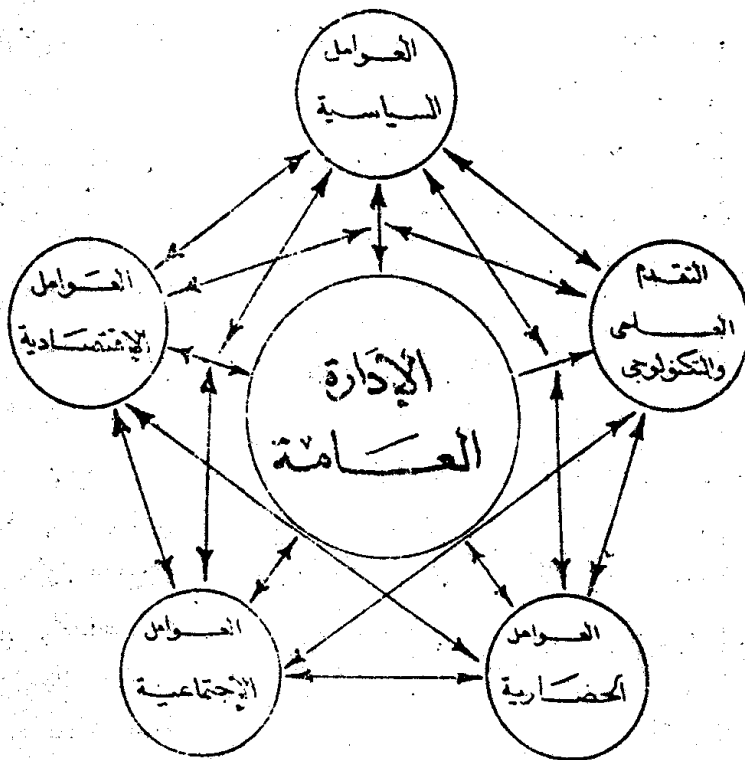 العوامل
السياسية
التقدم
العلمى
والتكنولوجى
العوامل
الإقتصادية
الإدارة
العامة
العوامل
الحضارية
العوامل
الإجتماعية